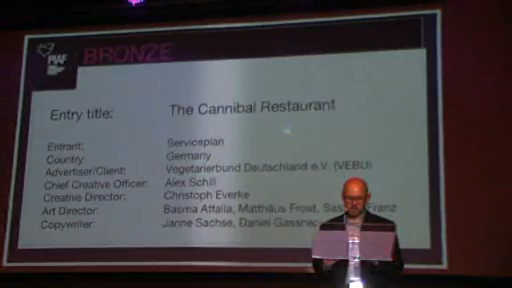 PIAF
BRONZE
Entry title: The Cannibal Restaurant
Entrant: Serviceplan
Country: Germany
Advertiser/Client: Vegetarierbund Deutschland e.V. (VEBU)
Chief Creative Officer: Alex Schill
Creative Director: Christoph Everke
Art Director: Basma Attalla, Matthäus Frost, Franz
Copywriter: Janne Sachse, Daniel